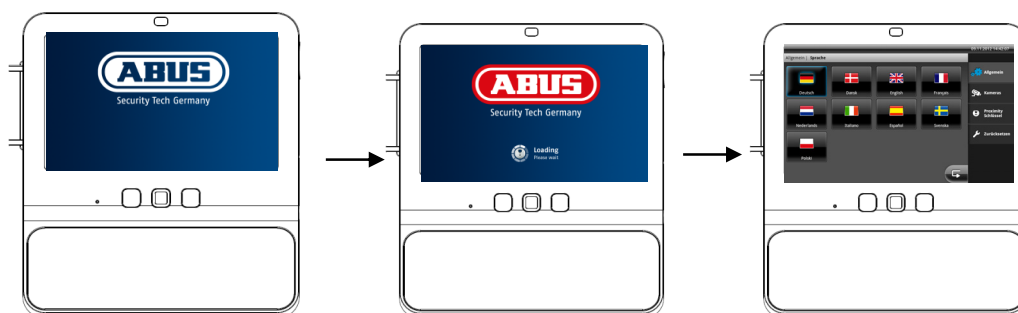 ABUS
Security Tech Germany
ABUS
Security Tech Germany
Loading
Please wait
Allgemein | Sprache
Deutsch
Dansk
English
Français
Nederlands
Italiano
Español
Svenska
Polski
Allgemein
Kameras
Proximity
Schlüssel
Zurücksetzen